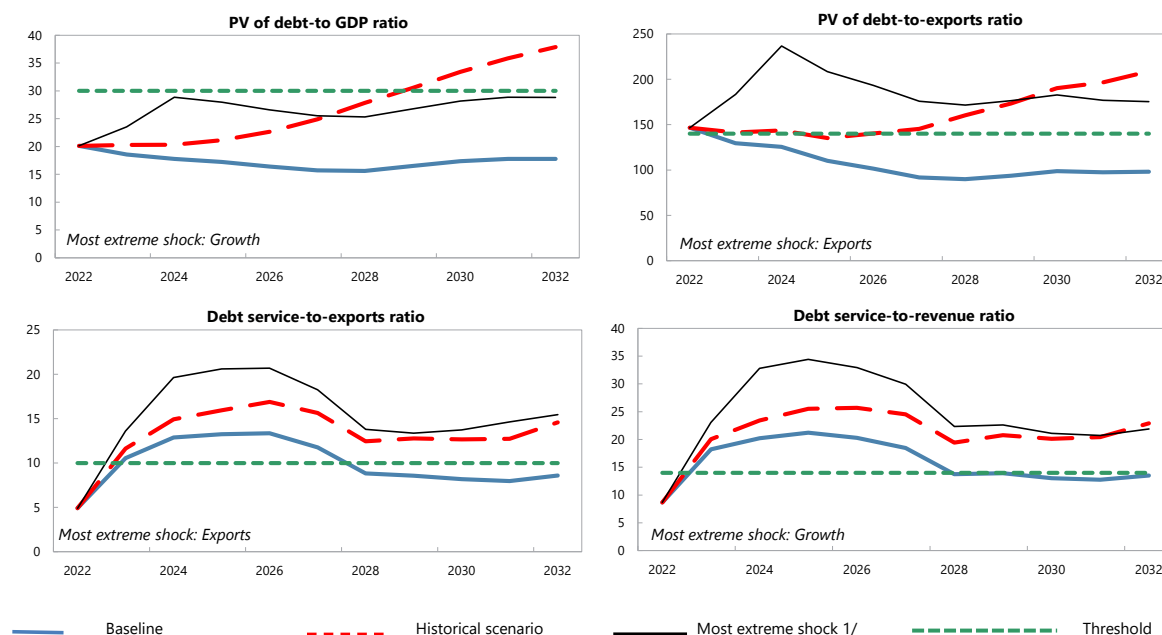 PV of debt-to GDP ratio
40
35
30
25
20
15
10
5
0
Most extreme shock: Growth
2022 2024 2026 2028 2030 2032
PV of debt-to-exports ratio
250
200
150
100
50
0
Most extreme shock: Exports
2022 2024 2026 2028 2030 2032
Debt service-to-exports ratio
25
20
15
10
5
0
Most extreme shock: Exports
2022 2024 2026 2028 2030 2032
Debt service-to-revenue ratio
40
35
30
25
20
15
10
5
0
Most extreme shock: Growth
2022 2024 2026 2028 2030 2032
Baseline Historical scenario Most extreme shock 1/ Threshold